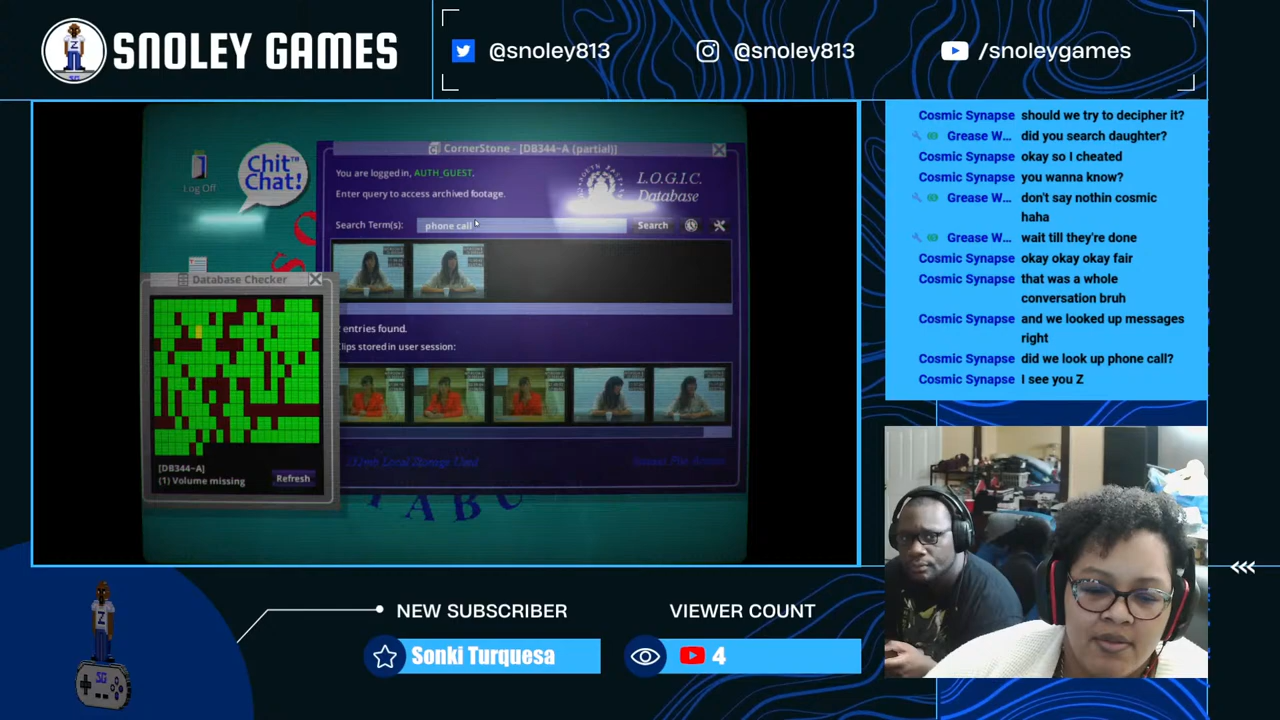 SNOLEY GAMES
@snoley813
@snoley813
/snoleygames
Log Off
Chit
Chat!
TM
CornerStone - [DB344-A (partial)]
You are logged in, AUTH_GUEST.
Enter query to access archived footage.
L.O.G.I.C.
Database
Search Term(s):
phone call
Search
entries found.
Clips stored in user session:
Database Checker
[DB344-A]
(1) Volume missing
Refresh
Cosmic Synapse should we try to decipher it?
Grease W... did you search daughter?
Cosmic Synapse okay so I cheated
Cosmic Synapse you wanna know?
Grease W... don't say nothin cosmic
haha
Grease W... wait till they're done
Cosmic Synapse okay okay okay fair
Cosmic Synapse that was a whole
conversation bruh
Cosmic Synapse and we looked up messages
right
Cosmic Synapse did we look up phone call?
Cosmic Synapse I see you Z
NEW SUBSCRIBER
Sonki Turquesa
VIEWER COUNT
4
Z
SG